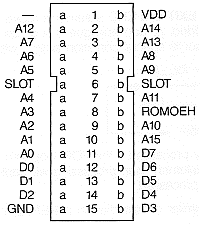 — a 1 b VDD
A12 a 2 b A14
A7 a 3 b A13
A6 a 4 b A8
A5 a 5 b A9
SLOT a 6 b SLOT
A4 a 7 b A11
A3 a 8 b ROMOEH
A2 a 9 b A10
A1 a 10 b A15
A0 a 11 b D7
D0 a 12 b D6
D1 a 13 b D5
D2 a 14 b D4
GND a 15 b D3